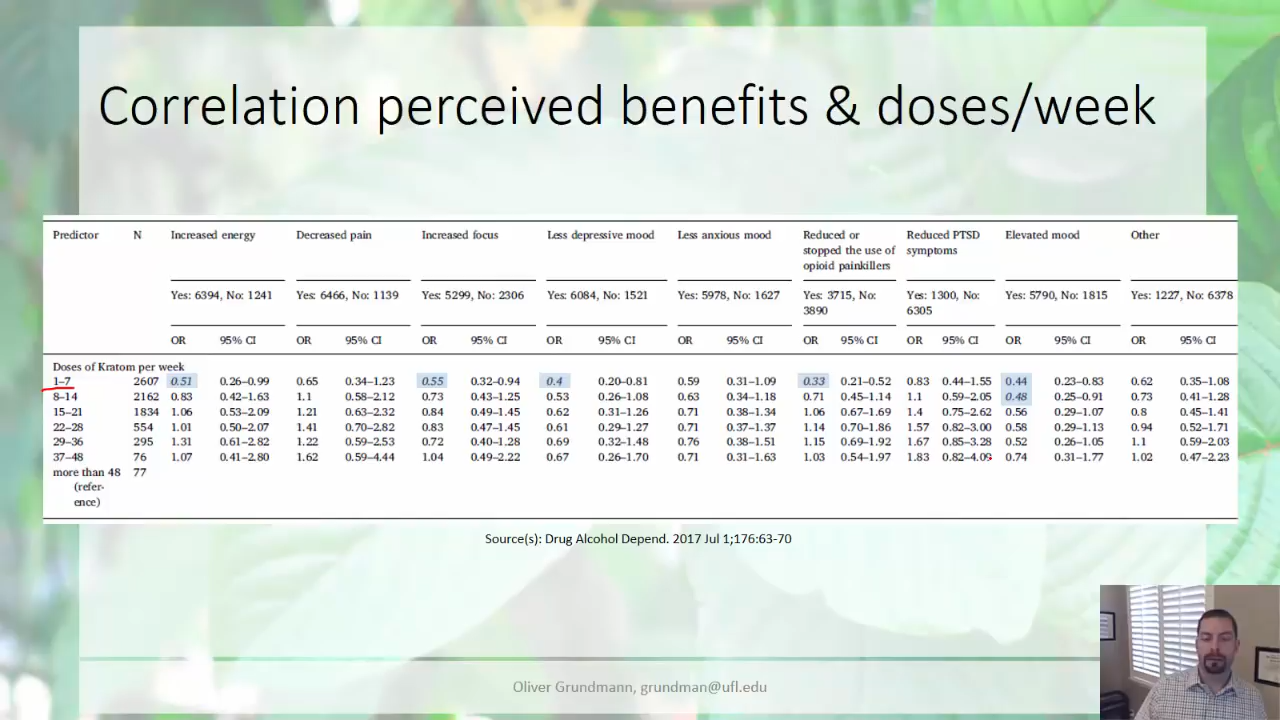 Correlation perceived benefits & doses/week
Predictor N Increased energy Decreased pain Increased focus Less depressive mood Less anxious mood Reduced or stopped the use of opioid painkillers Reduced PTSD symptoms Elevated mood Other
Yes: 6394, No: 1241 Yes: 6466, No: 1139 Yes: 5299, No: 2306 Yes: 6084, No: 1521 Yes: 5978, No: 1627 Yes: 3715, No: 3890 Yes: 1300, No: 6305 Yes: 5790, No: 1815 Yes: 1227, No: 6378
OR 95% CI OR 95% CI OR 95% CI OR 95% CI OR 95% CI OR 95% CI OR 95% CI OR 95% CI OR 95% CI
Doses of Kratom per week
1–7 2607 0.51 0.26–0.99 0.65 0.34–1.23 0.55 0.32–0.94 0.4 0.20–0.81 0.59 0.31–1.09 0.33 0.21–0.52 0.83 0.44–1.55 0.44 0.23–0.83 0.62 0.35–1.08
8–14 2162 0.83 0.42–1.63 1.1 0.58–2.12 0.73 0.43–1.25 0.53 0.26–1.08 0.63 0.34–1.18 0.71 0.45–1.14 1.1 0.59–2.05 0.48 0.25–0.91 0.73 0.41–1.28
15–21 1834 1.06 0.53–2.09 1.21 0.63–2.32 0.84 0.49–1.45 0.62 0.31–1.26 0.71 0.38–1.34 1.06 0.67–1.69 1.4 0.75–2.62 0.56 0.29–1.07 0.8 0.45–1.41
22–28 554 1.01 0.50–2.07 1.41 0.70–2.82 0.83 0.47–1.45 0.61 0.29–1.27 0.71 0.37–1.37 1.14 0.70–1.86 1.57 0.82–3.00 0.58 0.29–1.13 0.94 0.52–1.71
29–36 295 1.31 0.61–2.82 1.22 0.59–2.53 0.72 0.40–1.28 0.69 0.32–1.48 0.76 0.38–1.51 1.15 0.69–1.92 1.67 0.85–3.28 0.52 0.26–1.05 1.1 0.59–2.03
37–48 76 1.07 0.41–2.80 1.62 0.59–4.44 1.04 0.49–2.22 0.67 0.26–1.70 0.71 0.31–1.63 1.03 0.54–1.97 1.83 0.82–4.09 0.74 0.31–1.77 1.02 0.47–2.23
more than 48 77
(refer-
ence)
Source(s): Drug Alcohol Depend. 2017 Jul 1;176:63-70
Oliver Grundmann, grundman@ufl.edu